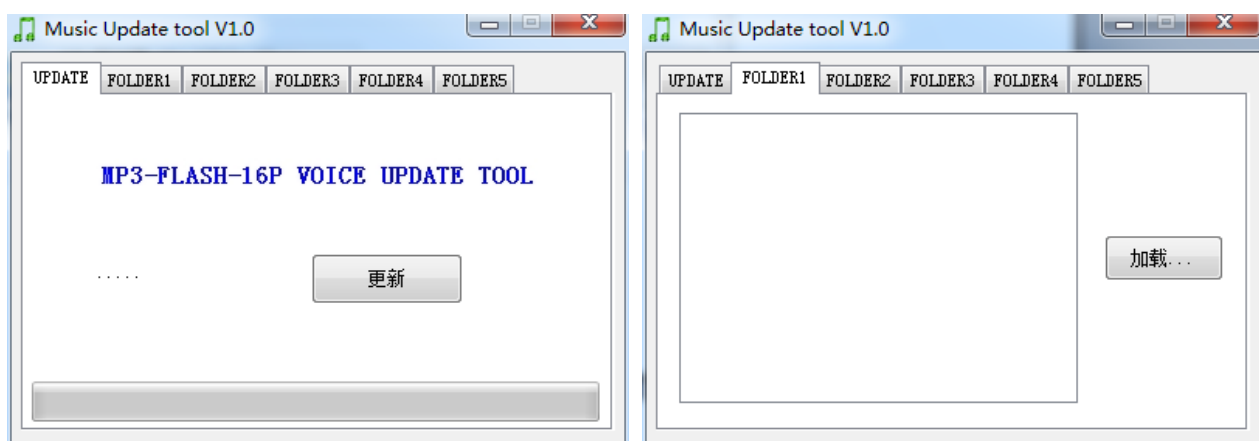 Music Update tool V1.0
UPDATE FOLDER1 FOLDER2 FOLDER3 FOLDER4 FOLDER5
MP3-FLASH-16P VOICE UPDATE TOOL
..... 更新
Music Update tool V1.0
UPDATE FOLDER1 FOLDER2 FOLDER3 FOLDER4 FOLDER5
加载...